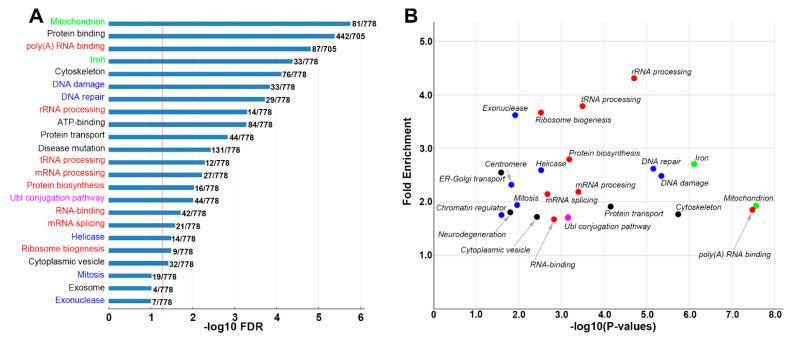 A
Mitochondrion 81/778
Protein binding 442/705
poly(A) RNA binding 87/705
Iron 33/778
Cytoskeleton 76/778
DNA damage 33/778
DNA repair 29/778
rRNA processing 14/778
ATP-binding 84/778
Protein transport 44/778
Disease mutation 131/778
tRNA processing 12/778
mRNA processing 27/778
Protein biosynthesis 16/778
Ubl conjugation pathway 44/778
RNA-binding 42/778
mRNA splicing 21/778
Helicase 14/778
Ribosome biogenesis 9/778
Cytoplasmic vesicle 32/778
Mitosis 19/778
Exosome 4/778
Exonuclease 7/778
0 1 2 3 4 5 6
-log10 FDR
B
Fold Enrichment
5.0
4.0
3.0
2.0
1.0
rRNA processing
tRNA processing
Exonuclease
Ribosome biogenesis
Protein biosynthesis
Centromere
Helicase
DNA repair
Iron
ER-Golgi transport
DNA damage
mRNA procesing
Mitosis
mRNA splicing
Mitochondrion
Chromatin regulator
Protein transport
Cytoskeleton
Neurodegeneration
Ubl conjugation pathway
Cytoplasmic vesicle
poly(A) RNA binding
RNA-binding
0.0 1.0 2.0 3.0 4.0 5.0 6.0 7.0 8.0
-log10(P-values)